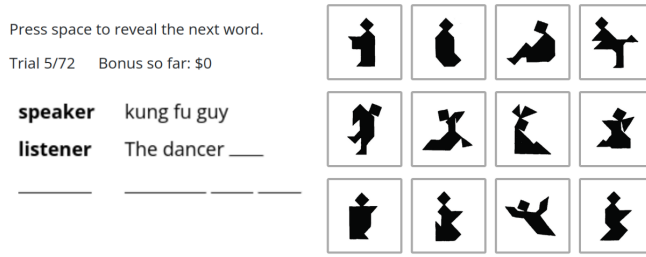 Press space to reveal the next word.
Trial 5/72 Bonus so far: $0
speaker kung fu guy
listener The dancer